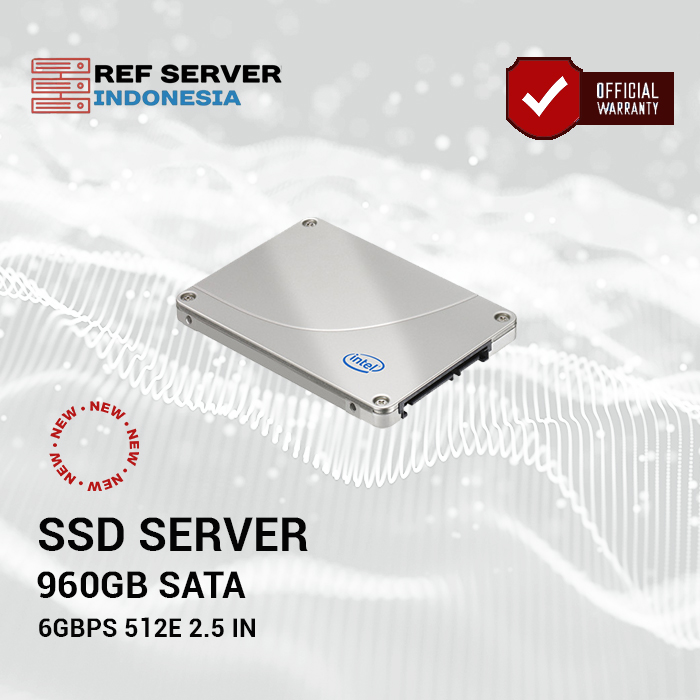 REF SERVER
INDONESIA
OFFICIAL
WARRANTY
intel
NEW • NEW • NEW • NEW • NEW •
SSD SERVER
960GB SATA
6GBPS 512E 2.5 IN